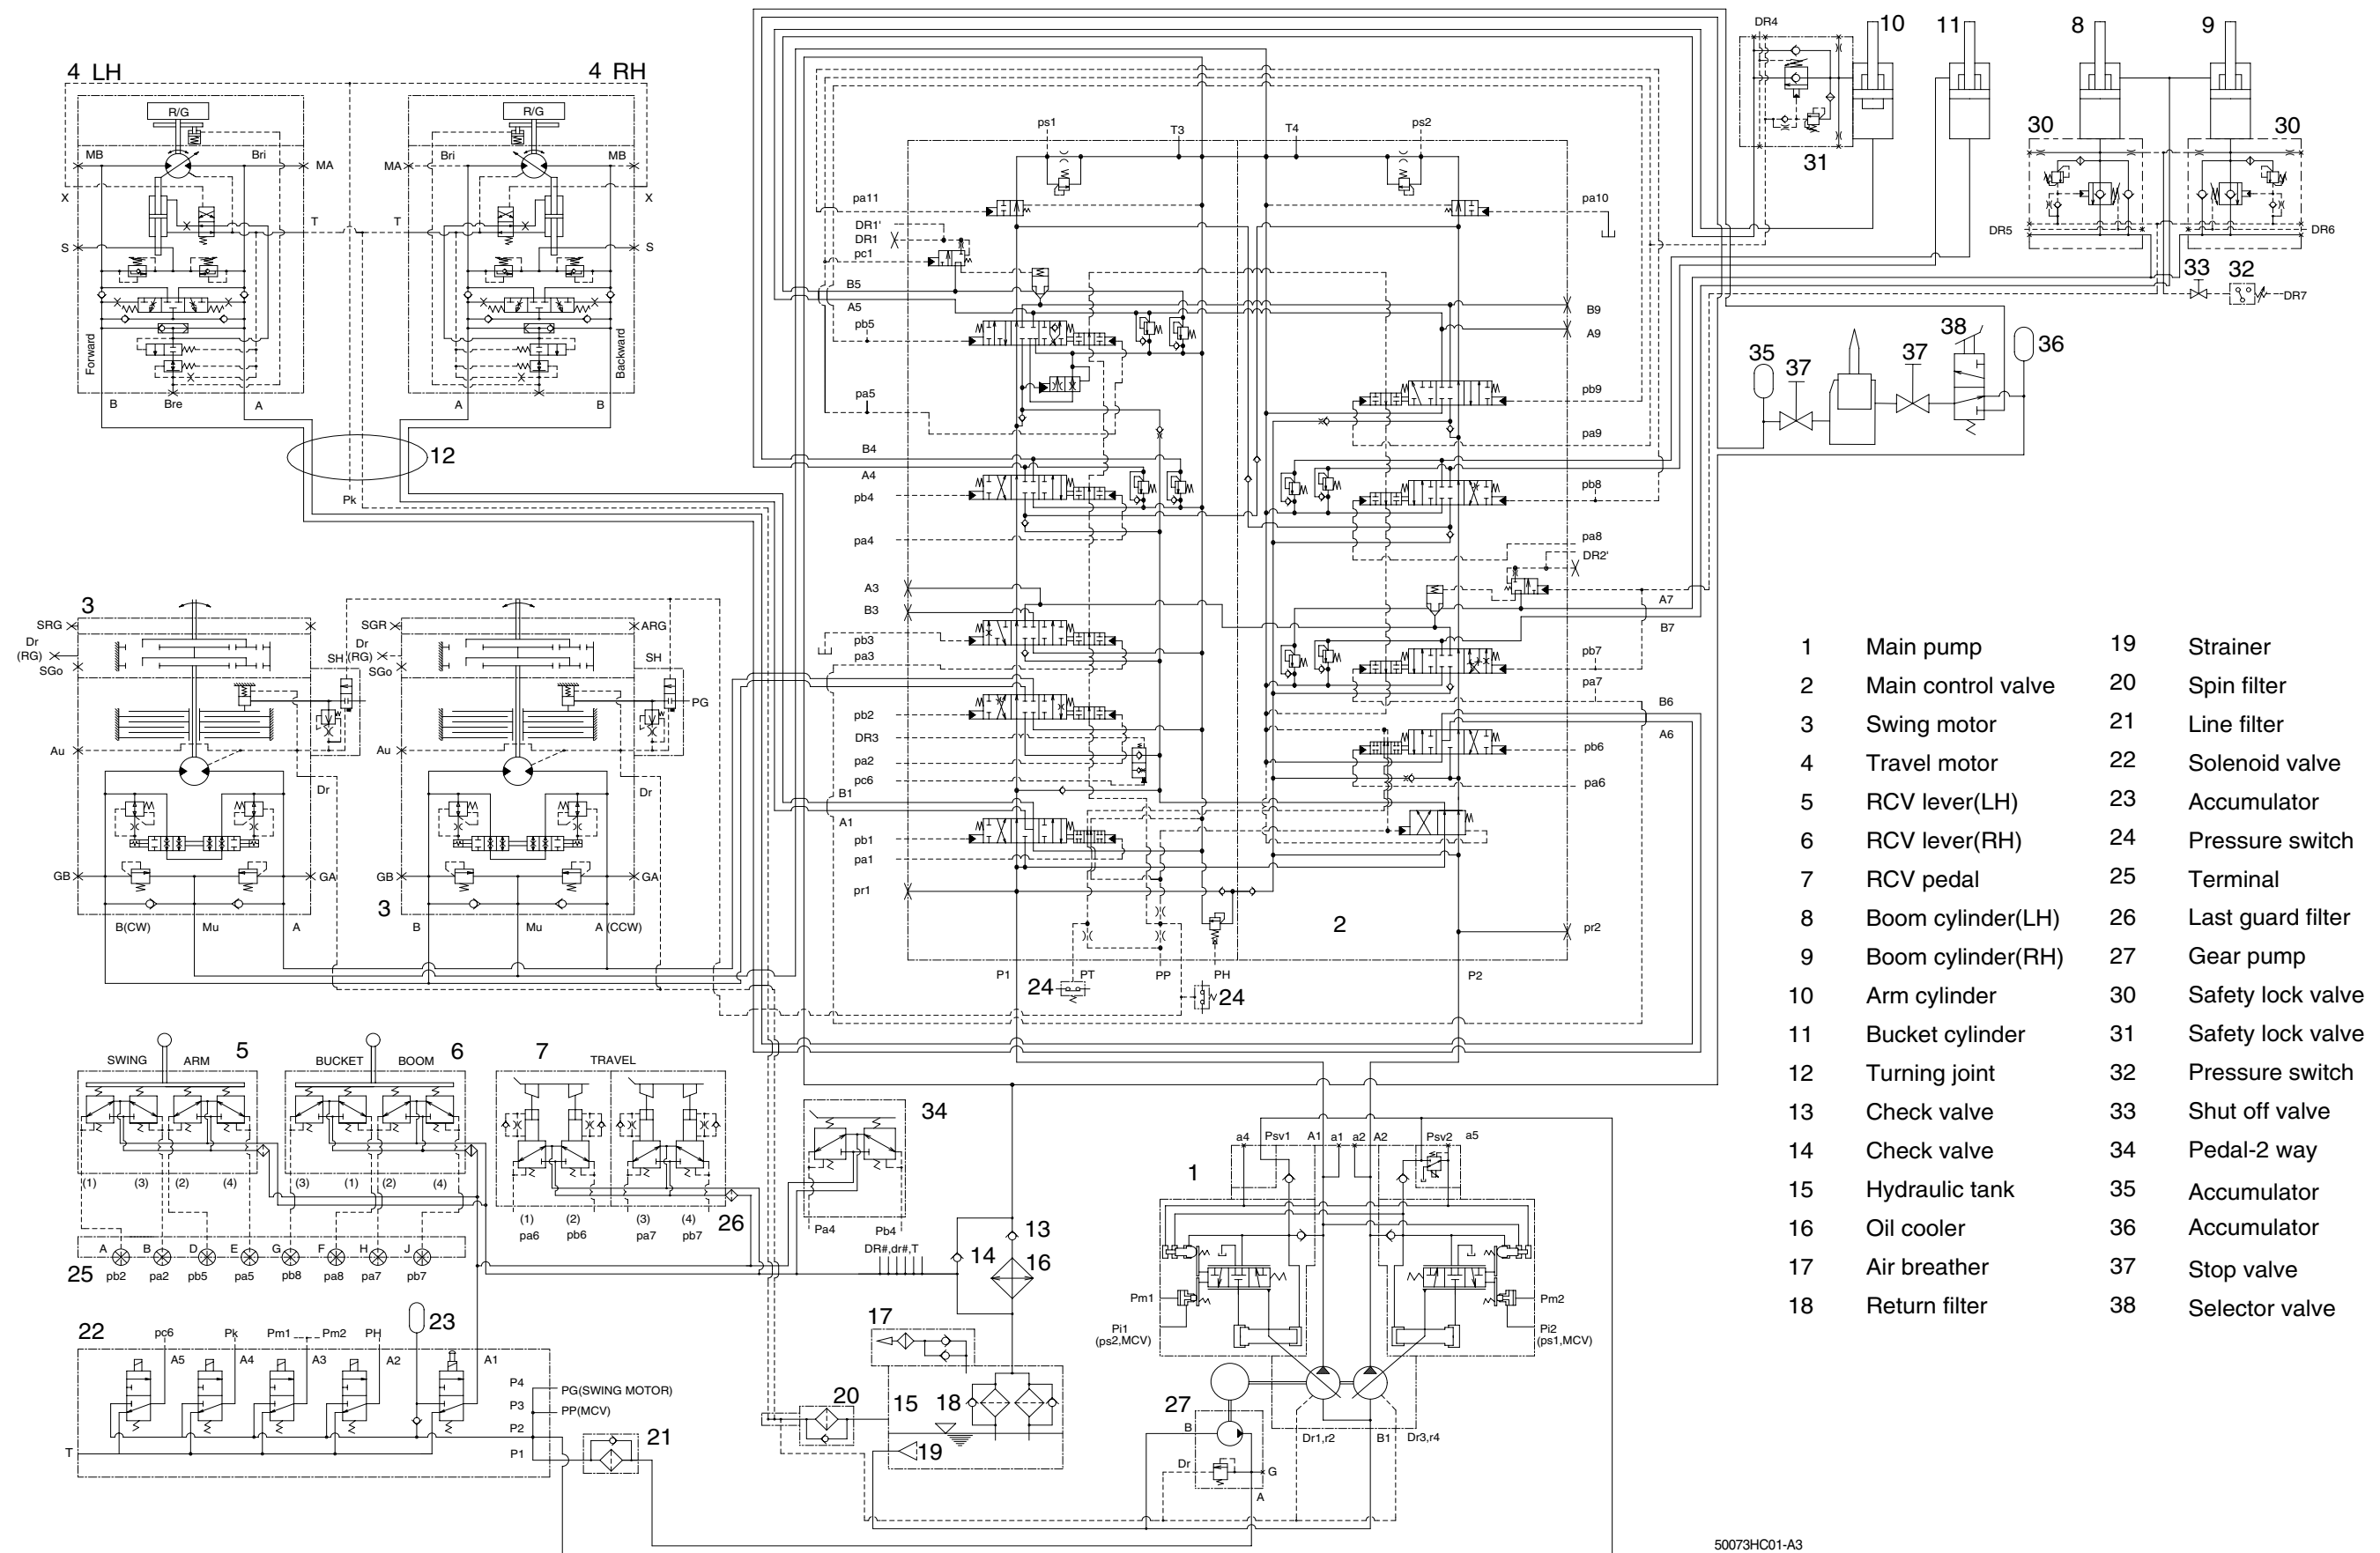 4 LH
4 RH
R/G
R/G
MB
Bri
MA
MA
Bri
MB
X
X
T
T
S
S
Forward
Backward
B
Bre
A
A
B
12
Pk
ps1
T3
T4
ps2
pa11
pa10
DR1'
DR1
pc1
B5
A5
pb5
B9
A9
pa5
pb9
pa9
B4
A4
pb4
pb8
pa4
pa8
DR2'
A3
B3
A7
B7
pb3
pa3
pb7
pa7
pb2
B6
DR3
A6
pa2
pb6
pc6
pa6
B1
A1
pb1
pa1
pr1
2
pr2
P1
PT
PP
PH
P2
24
24
DR4
10
11
8
9
31
30
30
DR5
DR6
33
32
DR7
35
37
37
38
36
3
SRG
SGR
ARG
Dr
(RG)
SGo
SH
Dr
(RG)
SGo
SH
PG
Au
Au
Dr
Dr
GB
GA
GB
GA
3
B(CW)
Mu
A
B
Mu
A (CCW)
SWING
ARM
5
BUCKET
BOOM
6
7
TRAVEL
(1)
(3)
(2)
(4)
(3)
(1)
(2)
(4)
(1)
(2)
(3)
(4)
26
pa6
pb6
pa7
pb7
A
B
D
E
G
F
H
J
25
pb2
pa2
pb5
pa5
pb8
pa8
pa7
pb7
34
Pa4
Pb4
DR#,dr#,T
14
13
16
17
22
pc6
Pk
Pm1
Pm2
PH
23
A5
A4
A3
A2
A1
P4
PG(SWING MOTOR)
P3
PP(MCV)
P2
P1
T
21
20
15
18
19
a4
Psv1
A1
a1
a2
A2
Psv2
a5
1
Pm1
Pm2
Pi1
(ps2,MCV)
Pi2
(ps1,MCV)
27
B
Dr
G
A
Dr1,r2
B1
Dr3,r4
1 Main pump 19 Strainer
2 Main control valve 20 Spin filter
3 Swing motor 21 Line filter
4 Travel motor 22 Solenoid valve
5 RCV lever(LH) 23 Accumulator
6 RCV lever(RH) 24 Pressure switch
7 RCV pedal 25 Terminal
8 Boom cylinder(LH) 26 Last guard filter
9 Boom cylinder(RH) 27 Gear pump
10 Arm cylinder 30 Safety lock valve
11 Bucket cylinder 31 Safety lock valve
12 Turning joint 32 Pressure switch
13 Check valve 33 Shut off valve
14 Check valve 34 Pedal-2 way
15 Hydraulic tank 35 Accumulator
16 Oil cooler 36 Accumulator
17 Air breather 37 Stop valve
18 Return filter 38 Selector valve
50073HC01-A3